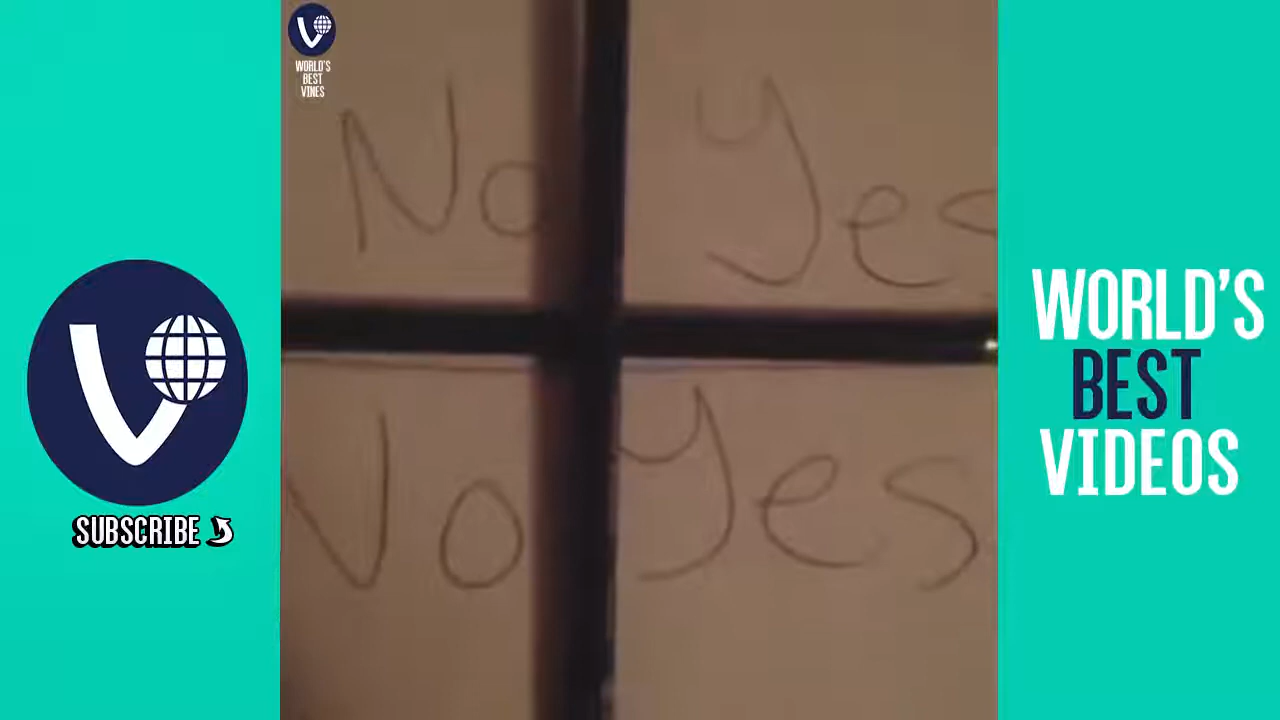 WORLD'S
BEST
VINES
No Yes
No Yes
SUBSCRIBE
WORLD'S
BEST
VIDEOS